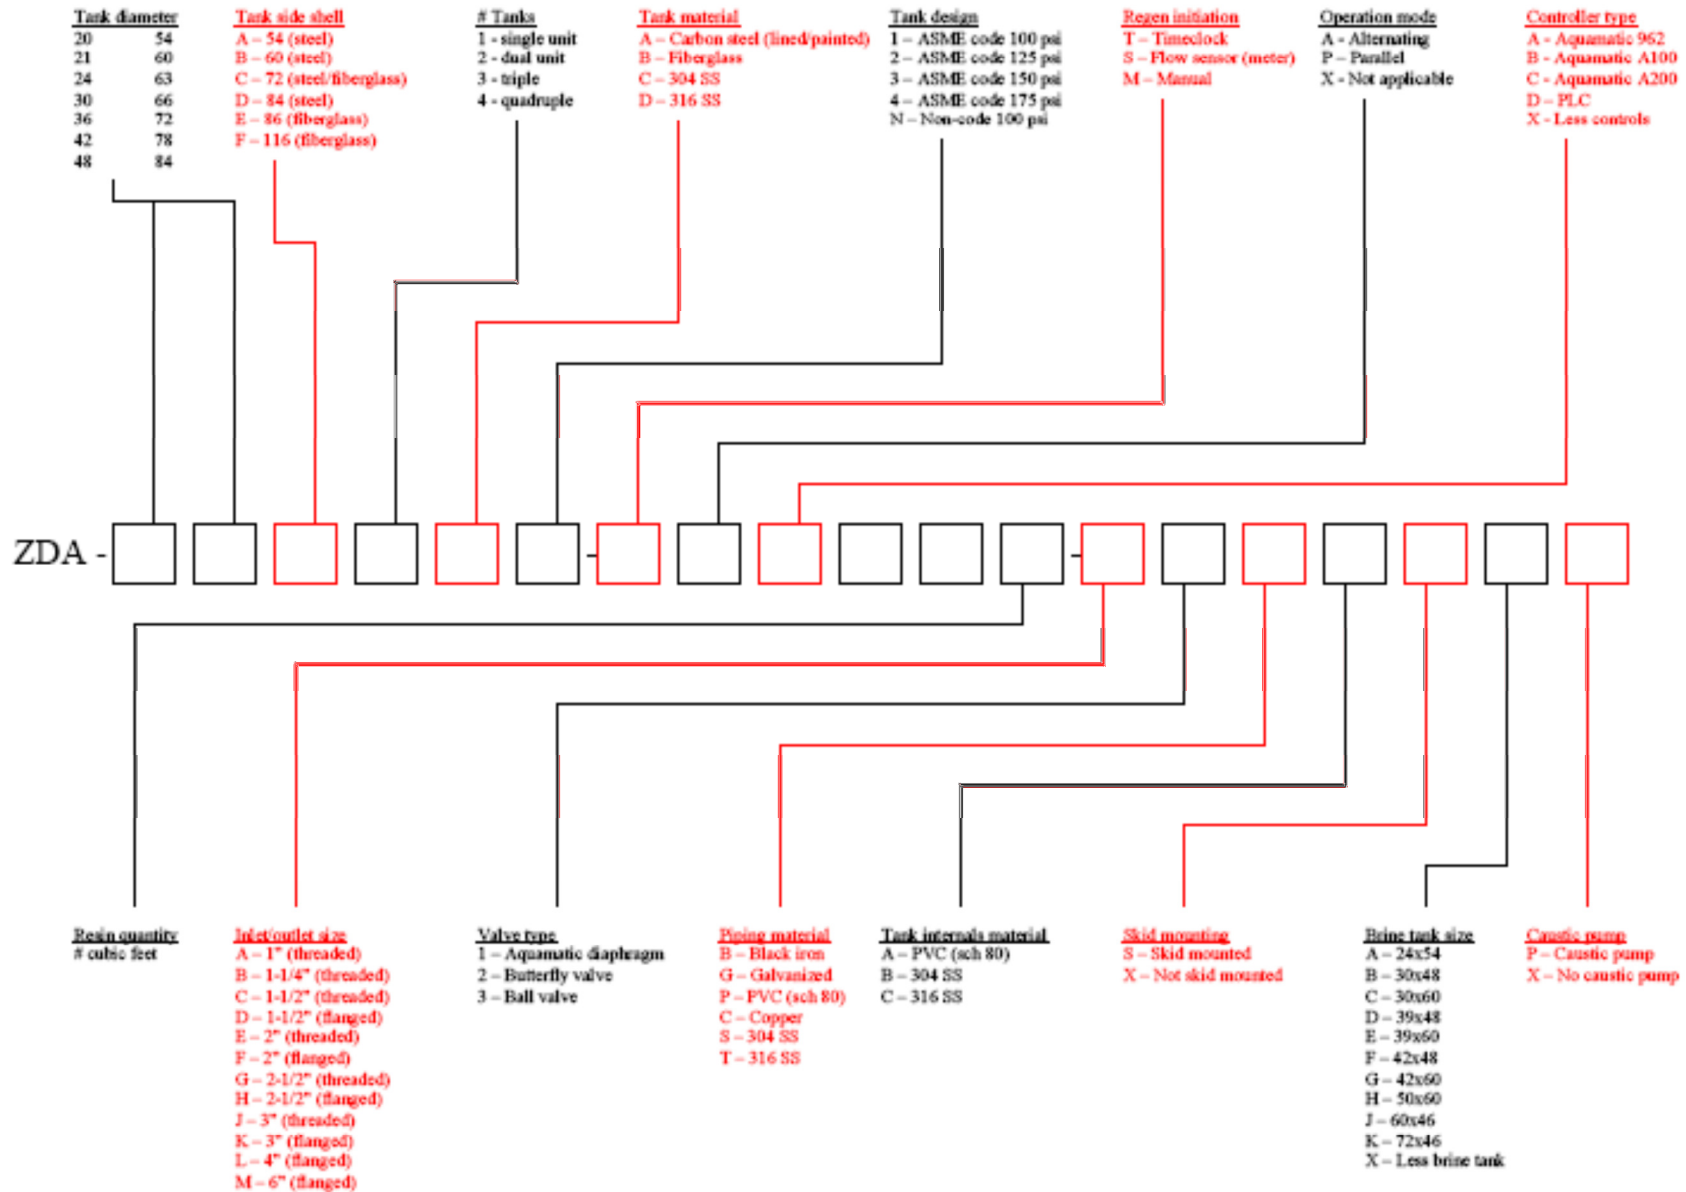 Tank diameter
20 54
21 60
24 63
30 66
36 72
42 78
48 84
Tank side shell
A – 54 (steel)
B – 60 (steel)
C – 72 (steel/fiberglass)
D – 84 (steel)
E – 86 (fiberglass)
F – 116 (fiberglass)
# Tanks
1 - single unit
2 - dual unit
3 - triple
4 - quadruple
Tank material
A – Carbon steel (lined/painted)
B – Fiberglass
C – 304 SS
D – 316 SS
Tank design
1 – ASME code 100 psi
2 – ASME code 125 psi
3 – ASME code 150 psi
4 – ASME code 175 psi
N – Non-code 100 psi
Regen initiation
T – Timeclock
S – Flow sensor (meter)
M – Manual
Operation mode
A - Alternating
P – Parallel
X - Not applicable
Controller type
A - Aquamatic 962
B - Aquamatic A100
C - Aquamatic A200
D – PLC
X - Less controls
ZDA - - -
Resin quantity
# cubic feet
Inlet/outlet size
A – 1" (threaded)
B – 1-1/4" (threaded)
C – 1-1/2" (threaded)
D – 1-1/2" (flanged)
E – 2" (threaded)
F – 2" (flanged)
G – 2-1/2" (threaded)
H – 2-1/2" (flanged)
J – 3" (threaded)
K – 3" (flanged)
L – 4" (flanged)
M – 6" (flanged)
Valve type
1 – Aquamatic diaphragm
2 – Butterfly valve
3 – Ball valve
Piping material
B – Black iron
G – Galvanized
P – PVC (sch 80)
C – Copper
S – 304 SS
T – 316 SS
Tank internals material
A – PVC (sch 80)
B – 304 SS
C – 316 SS
Skid mounting
S – Skid mounted
X – Not skid mounted
Brine tank size
A – 24x54
B – 30x48
C – 30x60
D – 39x48
E – 39x60
F – 42x48
G – 42x60
H – 50x60
J – 60x46
K – 72x46
X – Less brine tank
Caustic pump
P – Caustic pump
X – No caustic pump